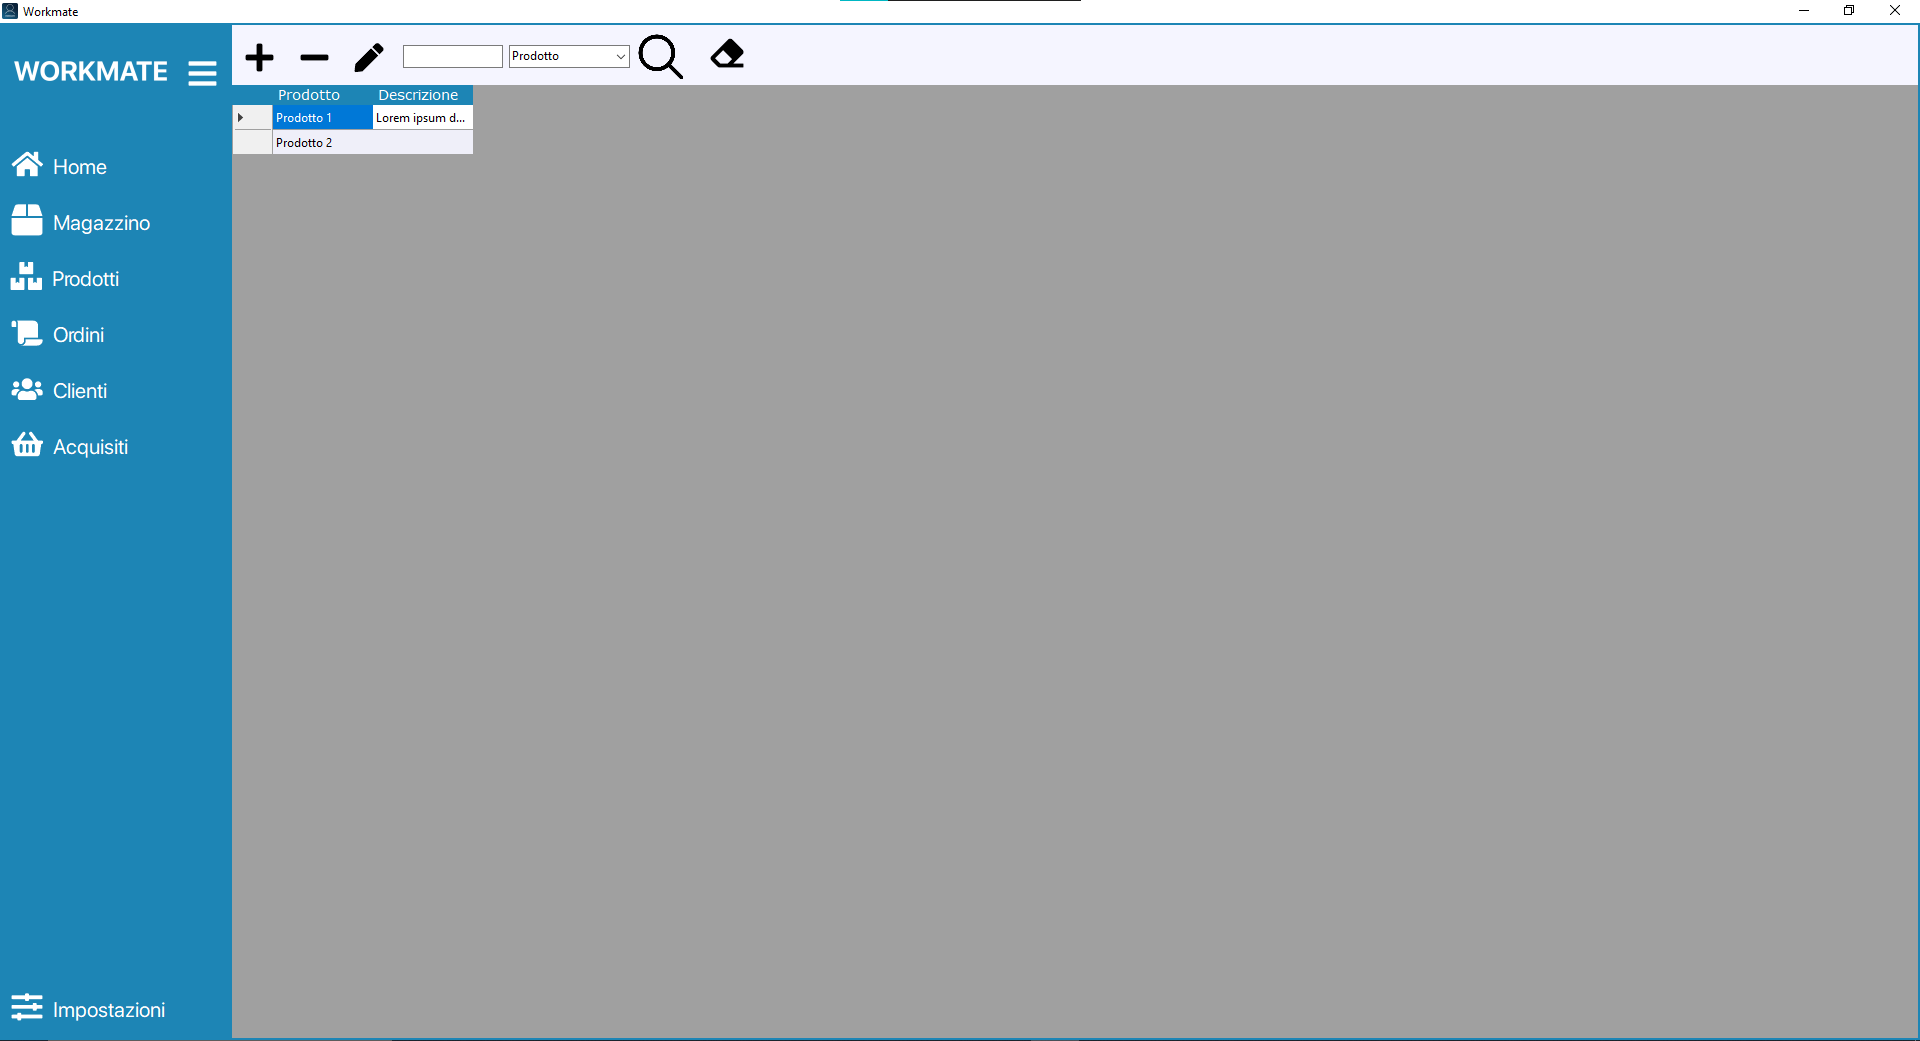 Workmate
WORKMATE
Prodotto
Prodotto Descrizione
Prodotto 1 Lorem ipsum d...
Prodotto 2
Home
Magazzino
Prodotti
Ordini
Clienti
Acquisiti
Impostazioni